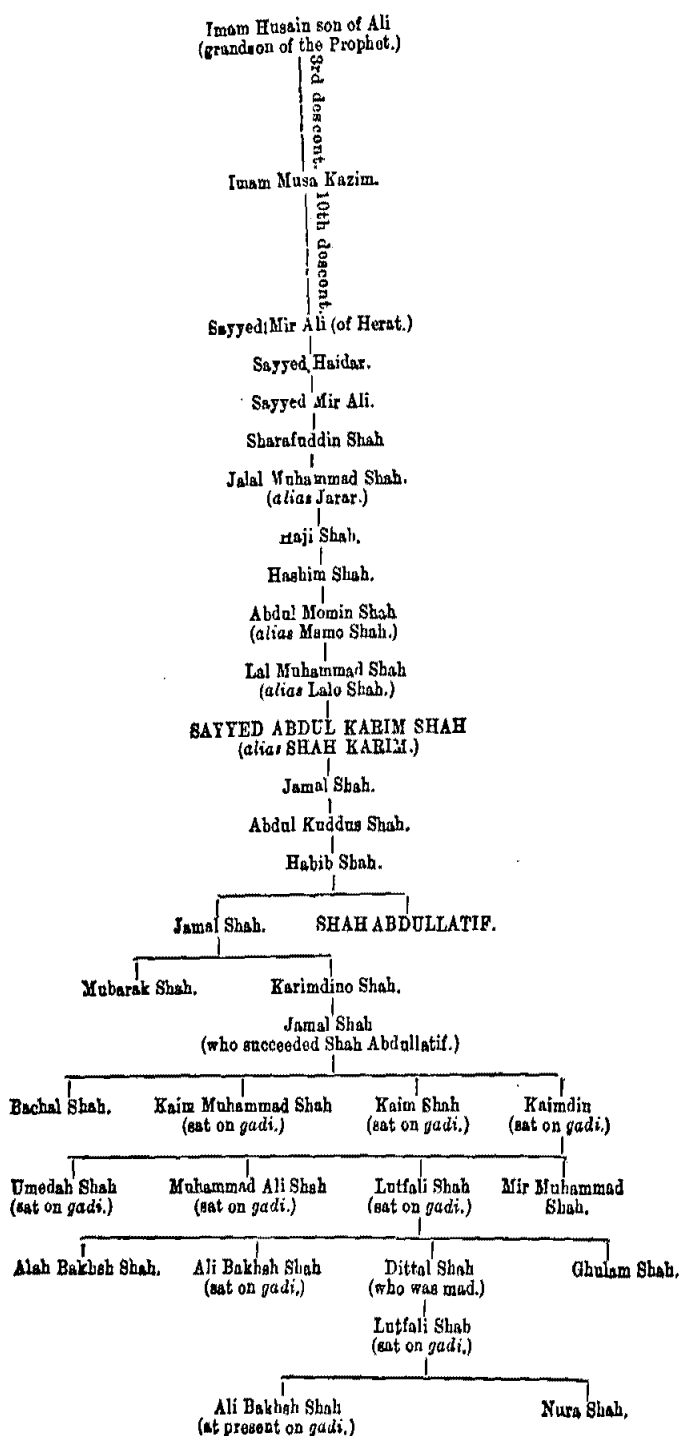 Imam Husain son of Ali
(grandson of the Prophet.)
3rd descent.
Imam Musa Kazim.
10th descent.
Sayyed Mir Ali (of Herat.)
Sayyed Haidar.
Sayyed Mir Ali.
Sharafuddin Shah
Jalal Muhammad Shah.
(alias Jarar.)
Haji Shah.
Hashim Shah.
Abdul Momin Shah
(alias Mamo Shah.)
Lal Muhammad Shah
(alias Lalo Shah.)
SAYYED ABDUL KARIM SHAH
(alias SHAH KARIM.)
Jamal Shah.
Abdul Kuddus Shah.
Habib Shah.
Jamal Shah. SHAH ABDULLATIF.
Mubarak Shah. Karimdino Shah.
Jamal Shah
(who succeeded Shah Abdullatif.)
Bachal Shah. Kaim Muhammad Shah Kaim Shah Kaimdin
(sat on gadi.) (sat on gadi.) (sat on gadi.)
Umedah Shah Muhammad Ali Shah Lutfali Shah Mir Muhammad
(sat on gadi.) (sat on gadi.) (sat on gadi.) Shah.
Alah Bakhsh Shah. Ali Bakhsh Shah Dittal Shah Ghulam Shah.
(sat on gadi.) (who was mad.)
Lutfali Shah
(sat on gadi.)
Ali Bakhsh Shah Nura Shah.
(at present on gadi.)